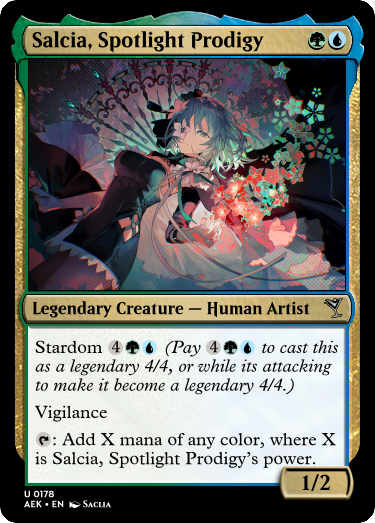 Salcia, Spotlight Prodigy
Legendary Creature — Human Artist
Stardom 4 (Pay 4 to cast this
as a legendary 4/4, or while its attacking
to make it become a legendary 4/4.)
Vigilance
: Add X mana of any color, where X
is Salcia, Spotlight Prodigy's power.
1/2
U 0178
AEK • EN Saclia